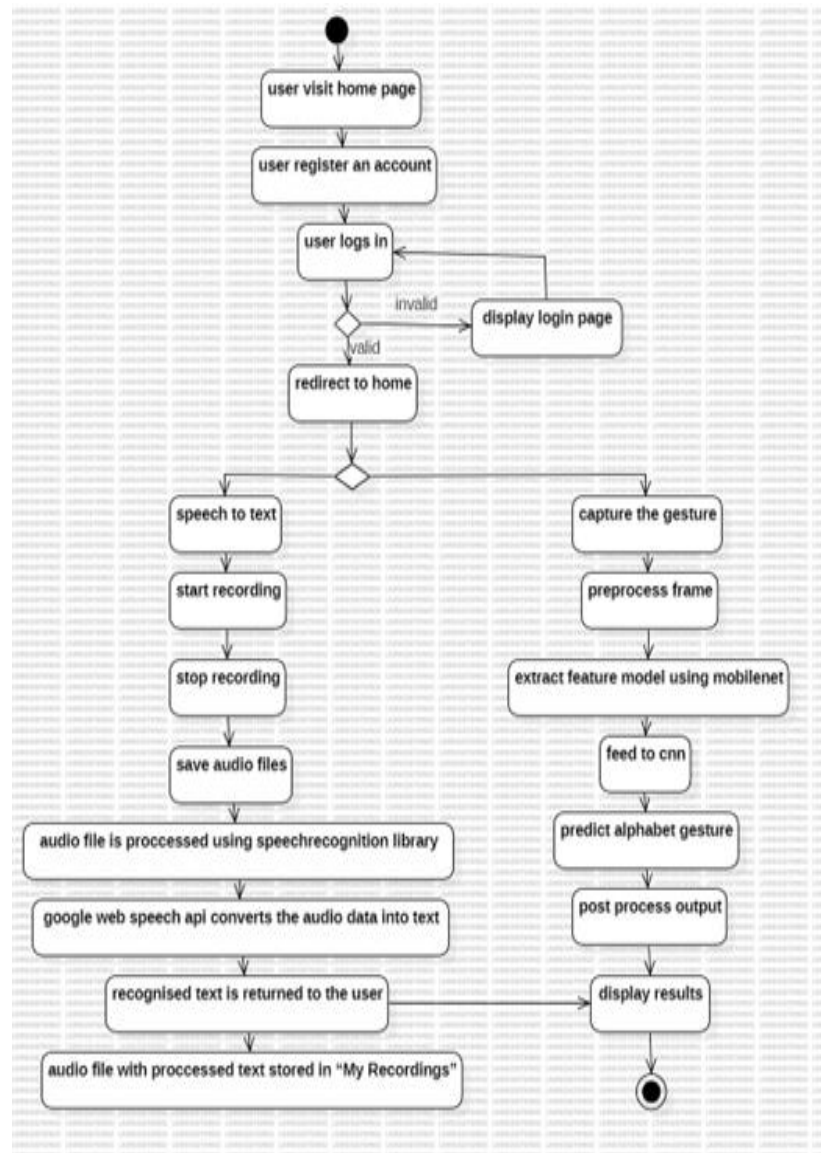 user visit home page
user register an account
user logs in
invalid
display login page
valid
redirect to home
speech to text
start recording
stop recording
save audio files
audio file is proccessed using speechrecognition library
google web speech api converts the audio data into text
recognised text is returned to the user
audio file with proccessed text stored in “My Recordings”
capture the gesture
preprocess frame
extract feature model using mobilenet
feed to cnn
predict alphabet gesture
post process output
display results